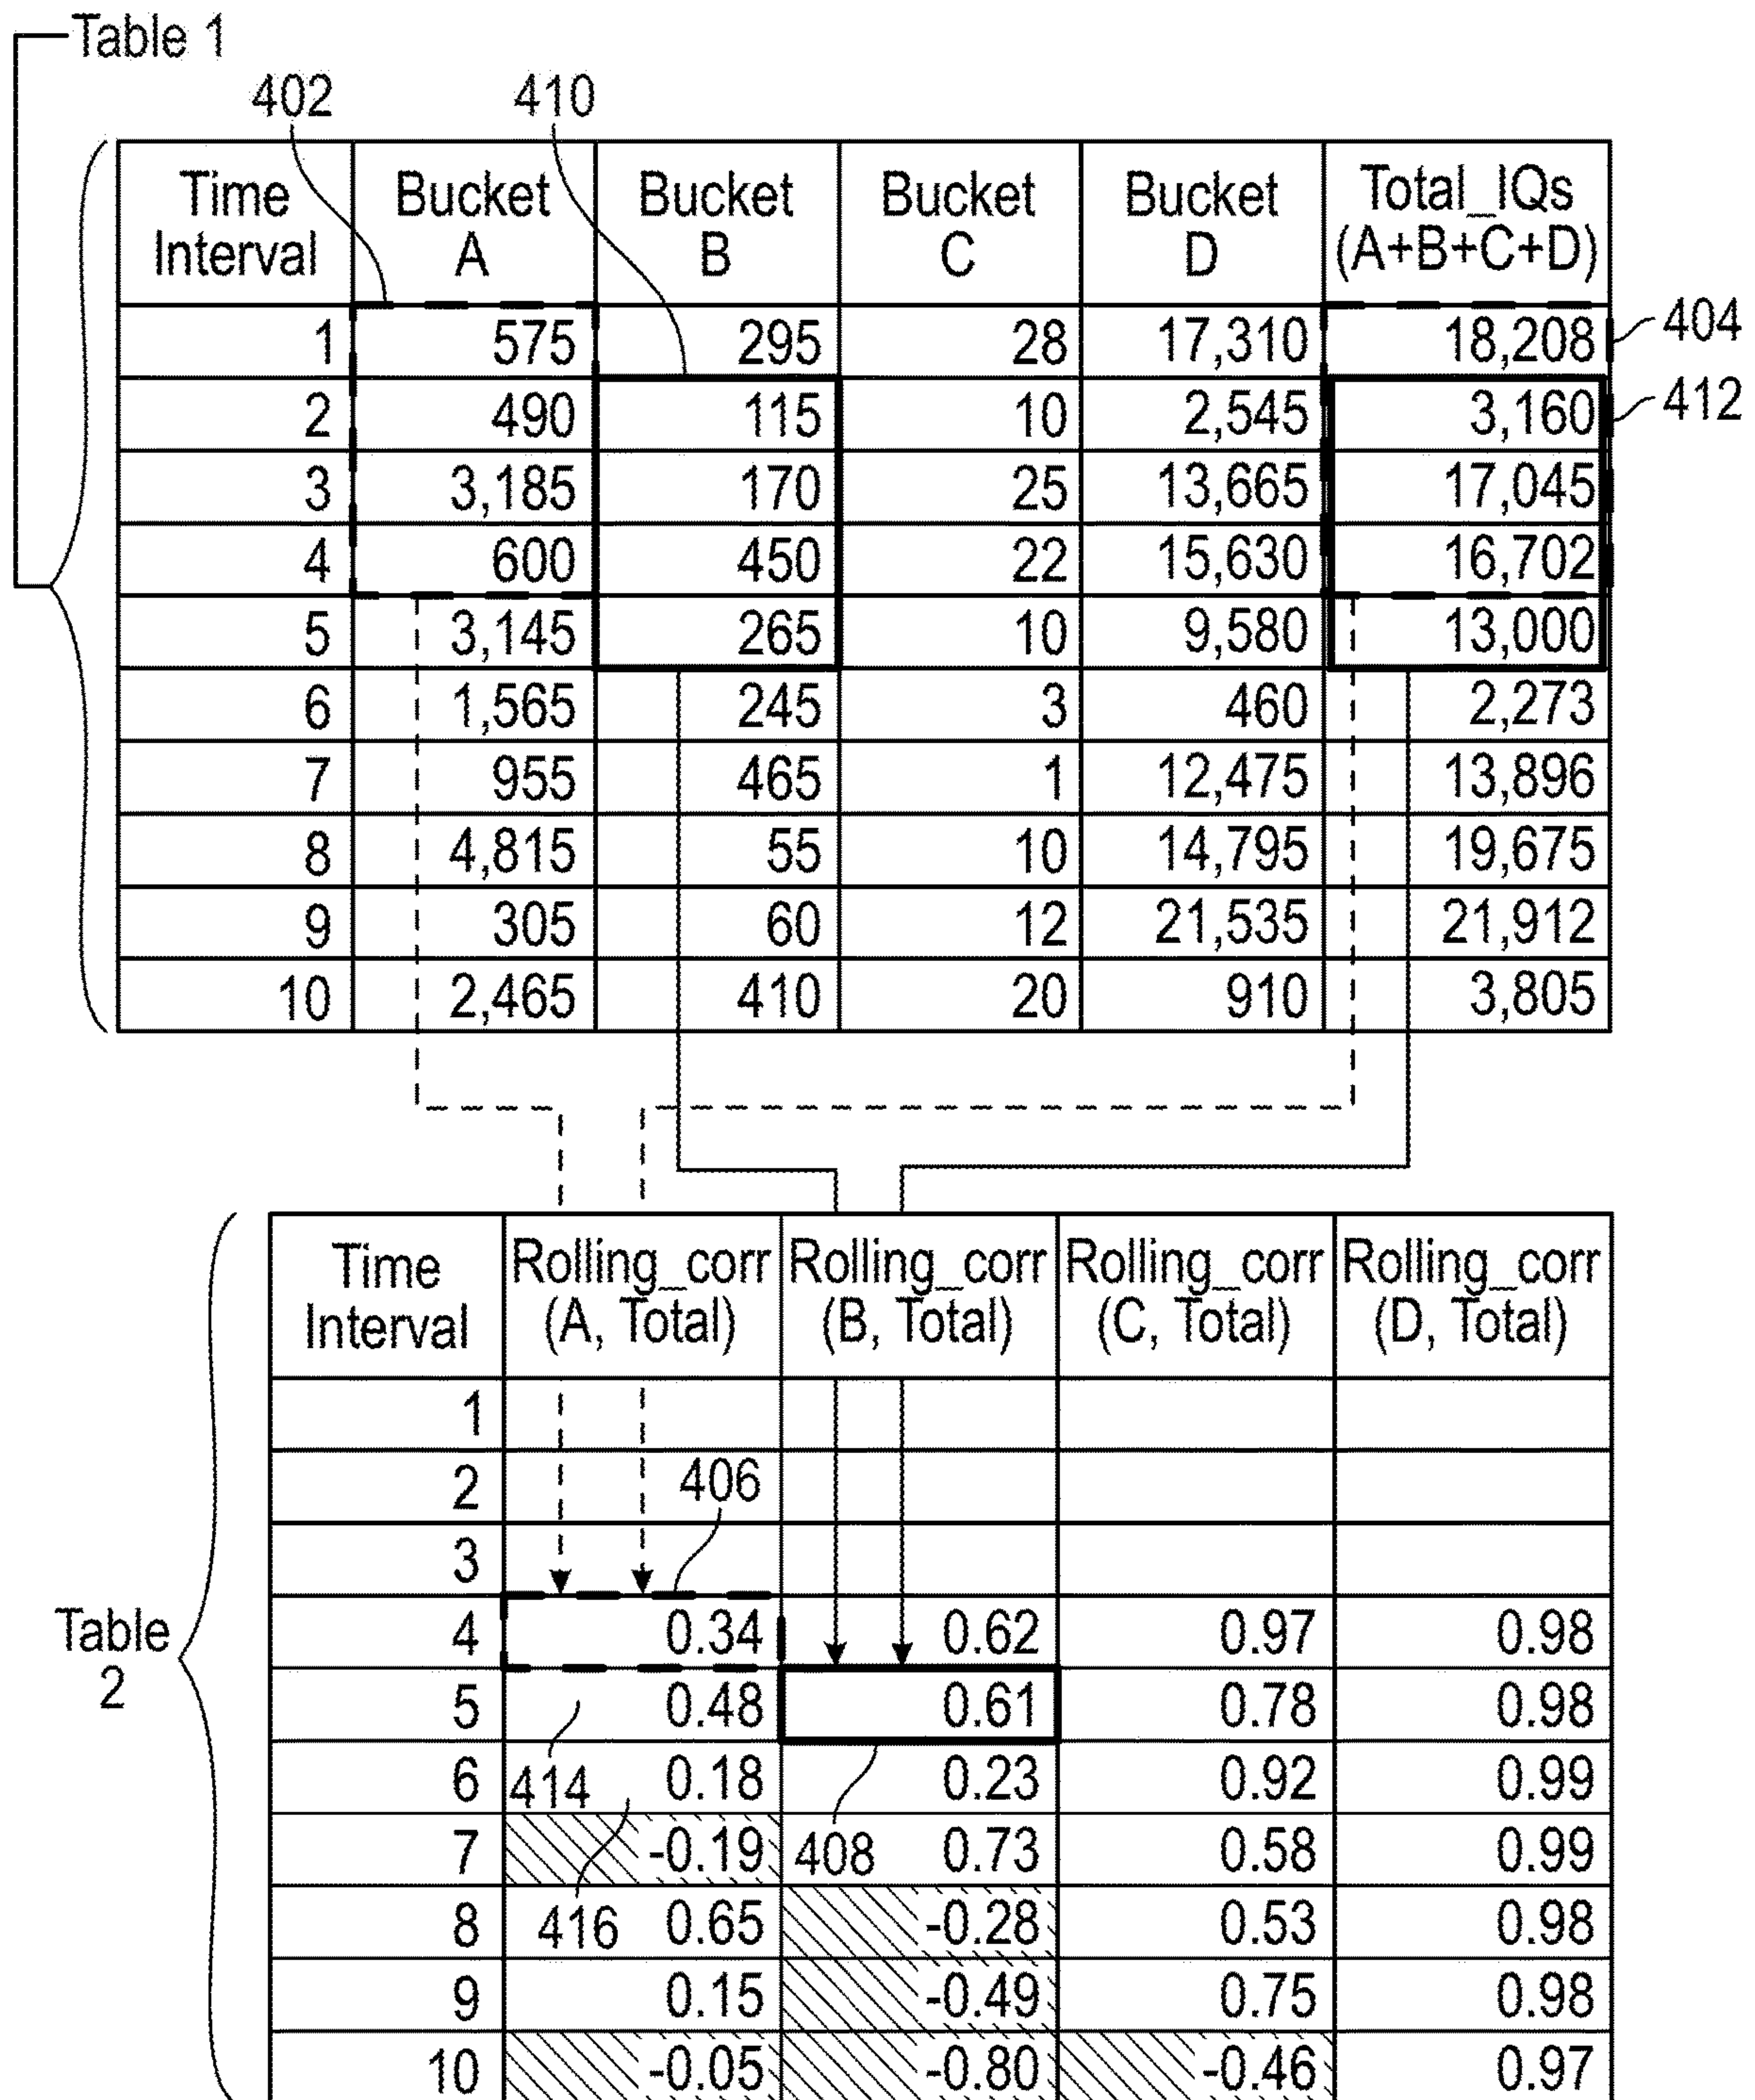 Table 1
402 410
Time Interval Bucket A Bucket B Bucket C Bucket D Total_IQs (A+B+C+D)
1 575 295 28 17,310 18,208 404
2 490 115 10 2,545 3,160 412
3 3,185 170 25 13,665 17,045
4 600 450 22 15,630 16,702
5 3,145 265 10 9,580 13,000
6 1,565 245 3 460 2,273
7 955 465 1 12,475 13,896
8 4,815 55 10 14,795 19,675
9 305 60 12 21,535 21,912
10 2,465 410 20 910 3,805
Table 2
Time Interval Rolling_corr (A, Total) Rolling_corr (B, Total) Rolling_corr (C, Total) Rolling_corr (D, Total)
1
2 406
3
4 0.34 0.62 0.97 0.98
5 0.48 0.61 0.78 0.98
6 414 0.18 0.23 0.92 0.99
7 -0.19 408 0.73 0.58 0.99
8 416 0.65 -0.28 0.53 0.98
9 0.15 -0.49 0.75 0.98
10 -0.05 -0.80 -0.46 0.97